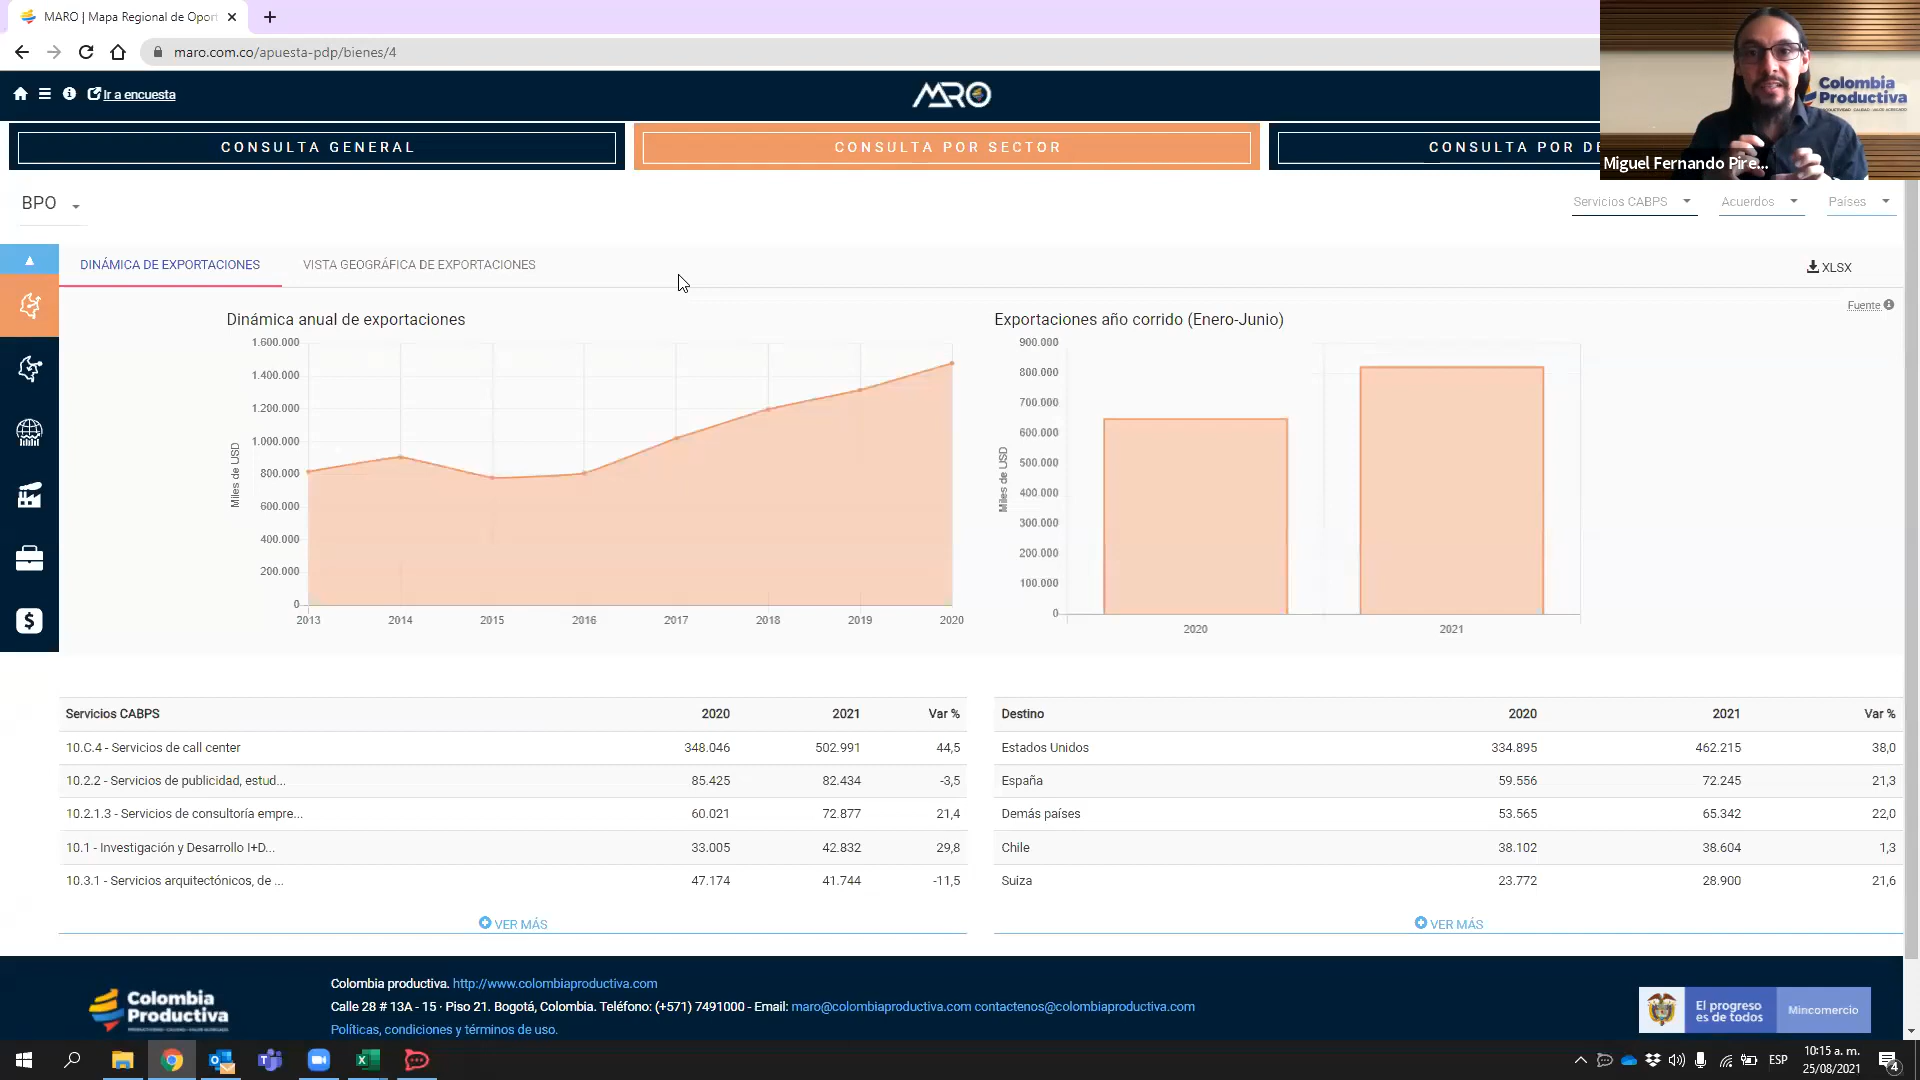 MARO | Mapa Regional de Opor
maro.com.co/apuesta-pdp/bienes/4
Ir a encuesta
MRO
CONSULTA GENERAL
CONSULTA POR SECTOR
CONSULTA POR DE
Colombia
Productiva
PRODUCTIVIDAD · CALIDAD · VALOR AGREGADO
Miguel Fernando Pire...
BPO
Servicios CABPS
Acuerdos
Países
DINÁMICA DE EXPORTACIONES
VISTA GEOGRÁFICA DE EXPORTACIONES
XLSX
Fuente
Dinámica anual de exportaciones
Miles de USD
1.600.000
1.400.000
1.200.000
1.000.000
800.000
600.000
400.000
200.000
0
2013 2014 2015 2016 2017 2018 2019 2020
Exportaciones año corrido (Enero-Junio)
Miles de USD
900.000
800.000
700.000
600.000
500.000
400.000
300.000
200.000
100.000
0
2020 2021
Servicios CABPS 2020 2021 Var %
10.C.4 - Servicios de call center 348.046 502.991 44,5
10.2.2 - Servicios de publicidad, estud... 85.425 82.434 -3,5
10.2.1.3 - Servicios de consultoría empre... 60.021 72.877 21,4
10.1 - Investigación y Desarrollo I+D... 33.005 42.832 29,8
10.3.1 - Servicios arquitectónicos, de ... 47.174 41.744 -11,5
VER MÁS
Destino 2020 2021 Var %
Estados Unidos 334.895 462.215 38,0
España 59.556 72.245 21,3
Demás países 53.565 65.342 22,0
Chile 38.102 38.604 1,3
Suiza 23.772 28.900 21,6
VER MÁS
Colombia
Productiva
PRODUCTIVIDAD · CALIDAD · VALOR AGREGADO
Colombia productiva. http://www.colombiaproductiva.com
Calle 28 # 13A - 15 · Piso 21. Bogotá, Colombia. Teléfono: (+571) 7491000 - Email: maro@colombiaproductiva.com contactenos@colombiaproductiva.com
Políticas, condiciones y términos de uso.
El progreso
es de todos
Mincomercio
ESP
10:15 a. m.
25/08/2021
4